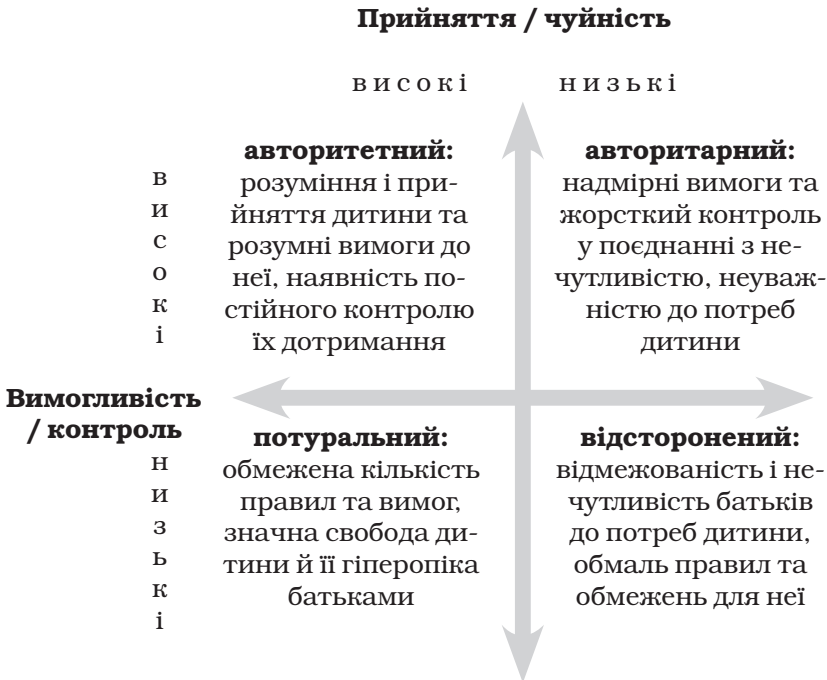 Прийняття / чуйність
високі
низькі
високі
авторитетний:
розуміння і при-
йняття дитини та
розумні вимоги до
неї, наявність по-
стійного контролю
їх дотримання
авторитарний:
надмірні вимоги та
жорсткий контроль
у поєднанні з не-
чутливістю, неуваж-
ністю до потреб
дитини
Вимогливість
/ контроль
низькі
потуральний:
обмежена кількість
правил та вимог,
значна свобода ди-
тини й її гіперопіка
батьками
відсторонений:
відмежованість і не-
чутливість батьків
до потреб дитини,
обмаль правил та
обмежень для неї